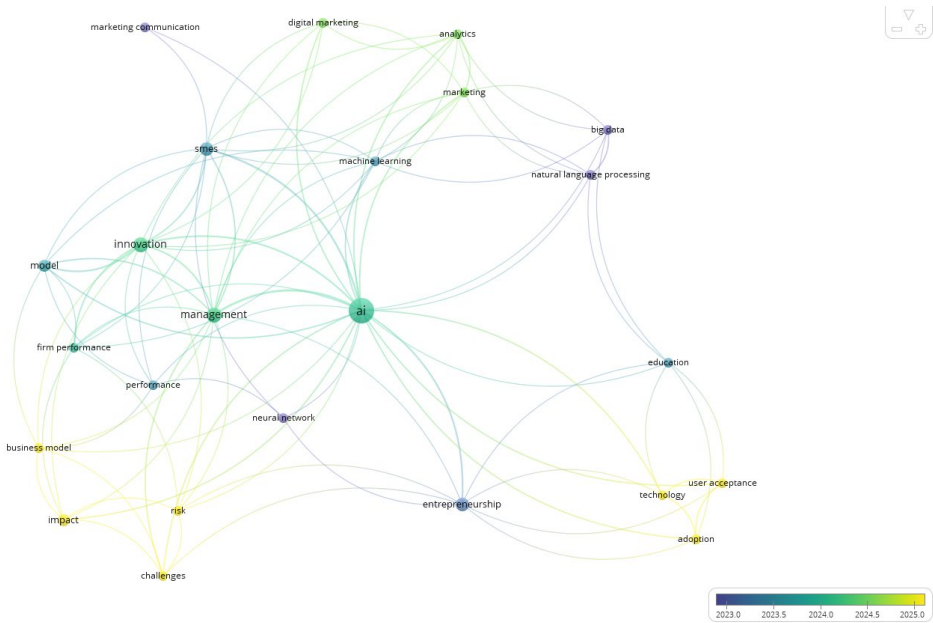 digital marketing
marketing communication
analytics
marketing
big data
smes
machine learning
natural language processing
innovation
model
ai
management
firm performance
education
performance
neural network
business model
user acceptance
technology
entrepreneurship
risk
impact
adoption
challenges
2023.0 2023.5 2024.0 2024.5 2025.0